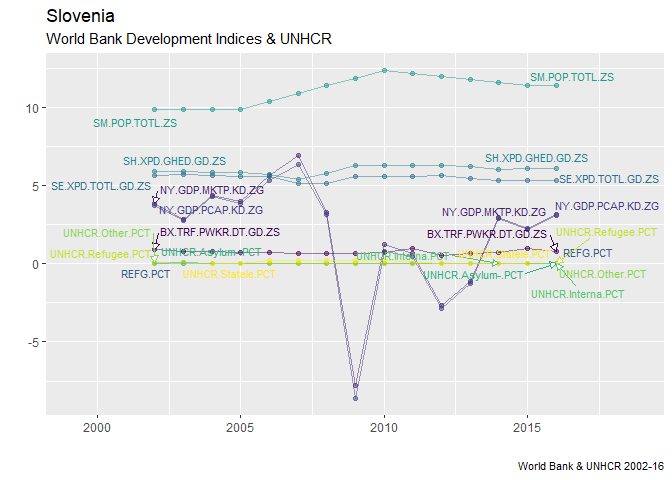 Slovenia
World Bank Development Indices & UNHCR
SM.POP.TOTL.ZS
10
SM.POP.TOTL.ZS
SH.XPD.GHED.GD.ZS
SH.XPD.GHED.GD.ZS
SE.XPD.TOTL.GD.ZS
SE.XPD.TOTL.GD.ZS
5
NY.GDP.MKTP.KD.ZG
NY.GDP.PCAP.KD.ZG
NY.GDP.MKTP.KD.ZG
NY.GDP.PCAP.KD.ZG
UNHCR.Other.PCT
BX.TRF.PWKR.DT.GD.ZS
BX.TRF.PWKR.DT.GD.ZS
UNHCR.Refugee.PCT
UNHCR.Refugee.PCT
UNHCR.Asylum-.PCT
UNHCR.Interna.PCT
REFG.PCT
0
REFG.PCT
UNHCR.Statele.PCT
UNHCR.Asylum-.PCT
UNHCR.Other.PCT
UNHCR.Interna.PCT
-5
2000
2005
2010
2015
World Bank & UNHCR 2002-16